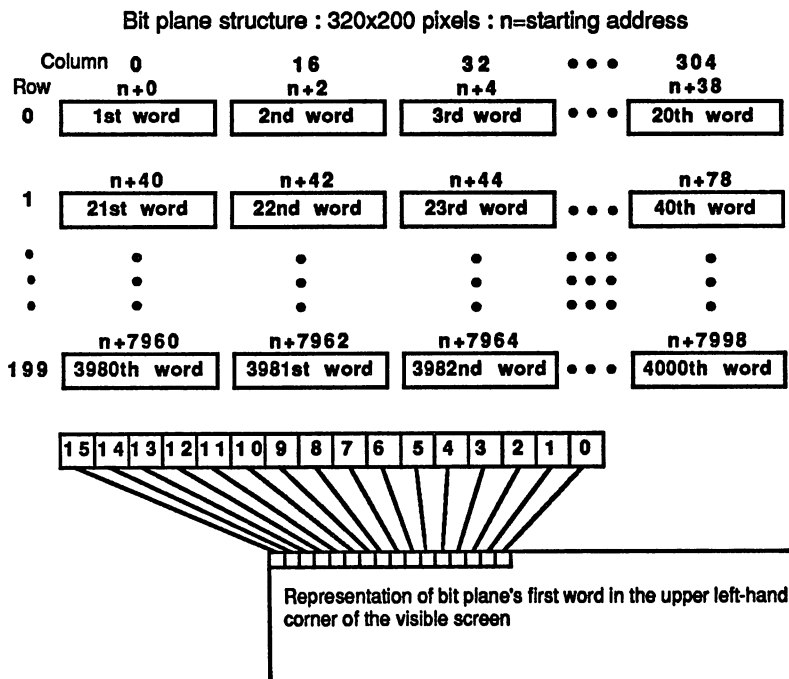 Bit plane structure : 320x200 pixels : n=starting address
Column 0 16 32 ••• 304
Row n+0 n+2 n+4 n+38
0 1st word 2nd word 3rd word ••• 20th word
n+40 n+42 n+44 n+78
1 21st word 22nd word 23rd word ••• 40th word
n+7960 n+7962 n+7964 n+7998
199 3980th word 3981st word 3982nd word ••• 4000th word
15 14 13 12 11 10 9 8 7 6 5 4 3 2 1 0
Representation of bit plane's first word in the upper left-hand
corner of the visible screen